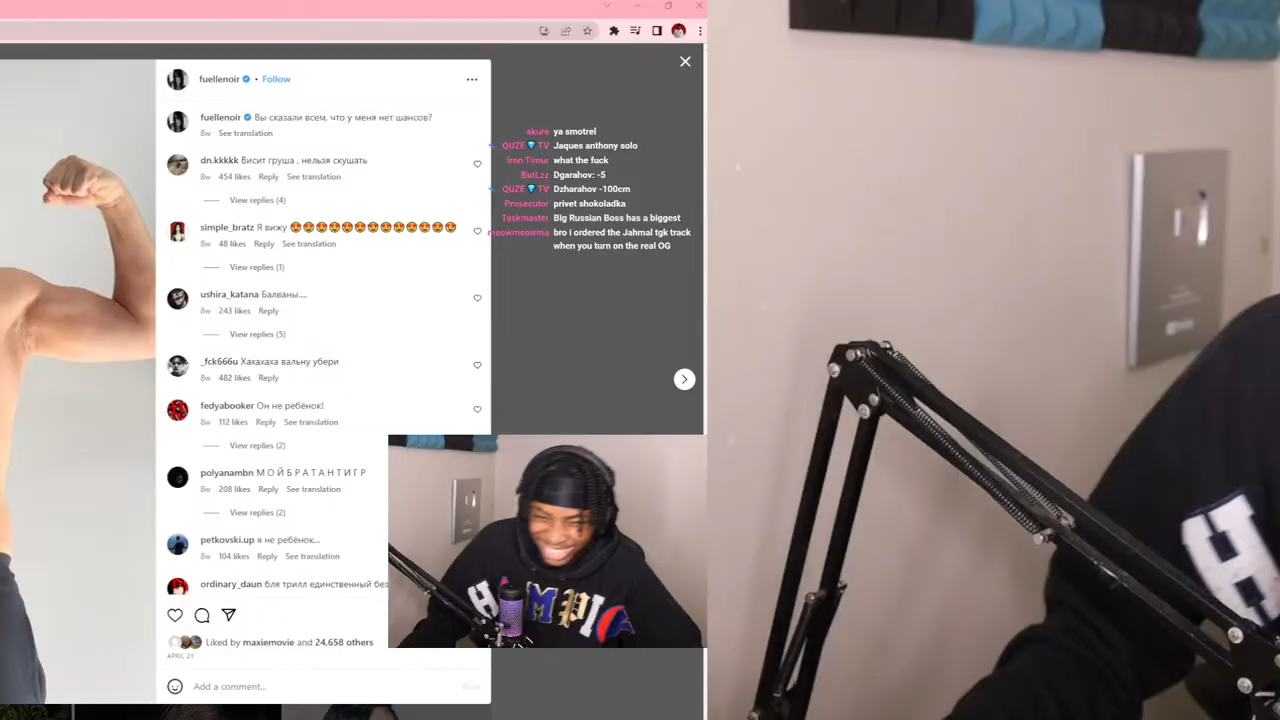 fuellenoir • Follow
fuellenoir Вы сказали всем, что у меня нет шансов?
8w See translation
dn.kkkkk Висит груша , нельзя скушать
8w 454 likes Reply See translation
View replies (4)
simple_bratz Я вижу 😍😍😍😍😍😍😍😍😍😍😍😍😍
8w 48 likes Reply See translation
View replies (1)
ushira_katana Балваны....
8w 243 likes Reply
View replies (5)
_fck666u Хахахаха вальну убери
8w 482 likes Reply
fedyabooker Он не ребёнок!
8w 112 likes Reply See translation
View replies (2)
polyanambn М О Й Б Р А Т А Н Т И Г Р
8w 208 likes Reply See translation
View replies (2)
petkovski.up я не ребёнок...
8w 104 likes Reply See translation
ordinary_daun бля трилл единственный без
Liked by maxiemovie and 24,658 others
APRIL 21
Add a comment...
Post
akura ya smotrel
QUZE💎TV Jaques anthony solo
Iron Timur what the fuck
ButLzz Dgarahov: -5
QUZE💎TV Dzharahov -100cm
Prosecutor privet shokoladka
Taskmaster Big Russian Boss has a biggest
meowmeowma bro i ordered the Jahmal tgk track
when you turn on the real OG